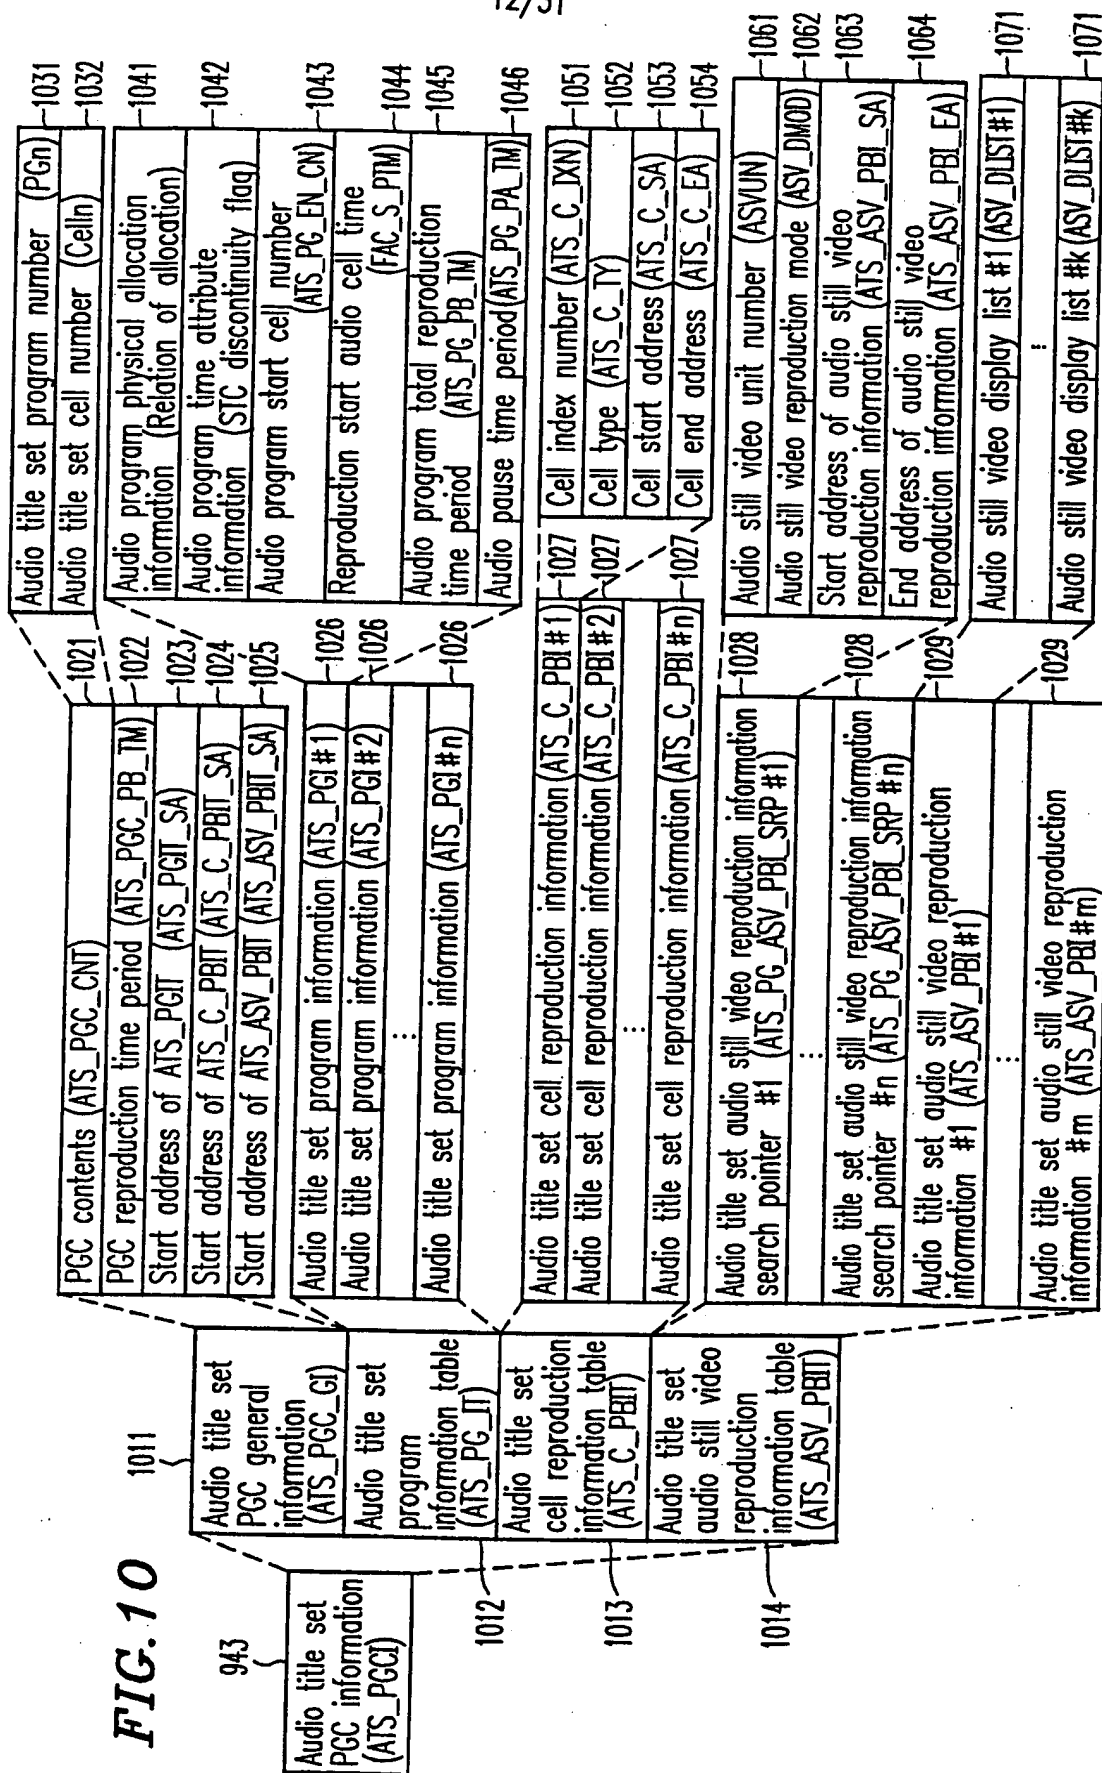 12/31
FIG. 10
943
Audio title set
PGC information
(ATS_PGCI)
1011
Audio title set
PGC general
information
(ATS_PGC_GI)
Audio title set
program
information table
(ATS_PG_IT)
1012
Audio title set
cell reproduction
information table
(ATS_C_PBIT)
1013
Audio title set
audio still video
reproduction
information table
(ATS_ASV_PBIT)
1014
PGC contents (ATS_PGC_CNT)
1021
PGC reproduction time period (ATS_PGC_PB_TM)
1022
Start address of ATS_PGIT (ATS_PGIT_SA)
1023
Start address of ATS_C_PBIT (ATS_C_PBIT_SA)
1024
Start address of ATS_ASV_PBIT (ATS_ASV_PBIT_SA)
1025
Audio title set program information (ATS_PGI#1)
1026
Audio title set program information (ATS_PGI#2)
1026
⋮
Audio title set program information (ATS_PGI#n)
1026
Audio title set cell reproduction information (ATS_C_PBI#1)
1027
Audio title set cell reproduction information (ATS_C_PBI#2)
1027
⋮
Audio title set cell reproduction information (ATS_C_PBI#n)
1027
Audio title set audio still video reproduction information
search pointer #1 (ATS_PG_ASV_PBI_SRP #1)
1028
⋮
Audio title set audio still video reproduction information
search pointer #n (ATS_PG_ASV_PBI_SRP #n)
1028
Audio title set audio still video reproduction
information #1 (ATS_ASV_PBI#1)
1029
⋮
Audio title set audio still video reproduction
information #m (ATS_ASV_PBI#m)
1029
Audio title set program number (PGn)
1031
Audio title set cell number (Celln)
1032
Audio program physical allocation
information (Relation of allocation)
1041
Audio program time attribute
information (STC discontinuity flag)
1042
Audio program start cell number
(ATS_PG_EN_CN)
1043
Reproduction start audio cell time
(FAC_S_PTM)
1044
Audio program total reproduction
time period (ATS_PG_PB_TM)
1045
Audio pause time period (ATS_PG_PA_TM)
1046
Cell index number (ATS_C_IXN)
1051
Cell type (ATS_C_TY)
1052
Cell start address (ATS_C_SA)
1053
Cell end address (ATS_C_EA)
1054
Audio still video unit number (ASVUN)
1061
Audio still video reproduction mode (ASV_DMOD)
1062
Start address of audio still video
reproduction information (ATS_ASV_PBI_SA)
1063
End address of audio still video
reproduction information (ATS_ASV_PBI_EA)
1064
Audio still video display list #1 (ASV_DLIST#1)
1071
⋮
Audio still video display list #k (ASV_DLIST#k)
1071